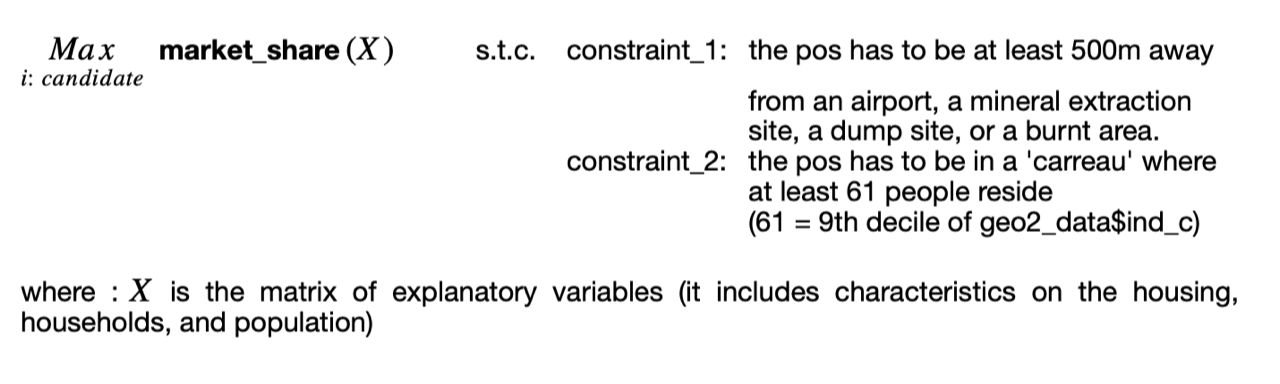 Max market_share (X) s.t.c. constraint_1: the pos has to be at least 500m away
i: candidate
from an airport, a mineral extraction
site, a dump site, or a burnt area.
constraint_2: the pos has to be in a 'carreau' where
at least 61 people reside
(61 = 9th decile of geo2_data$ind_c)
where : X is the matrix of explanatory variables (it includes characteristics on the housing,
households, and population)